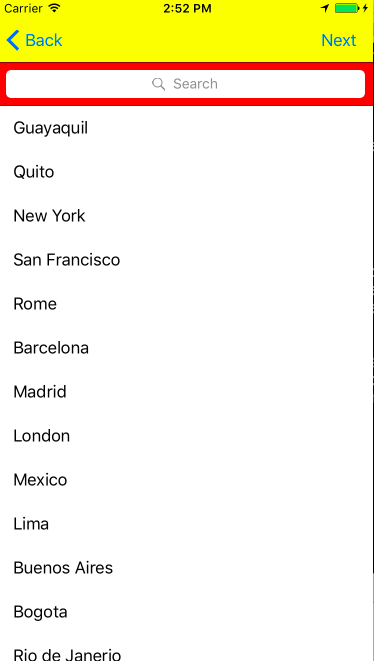 Carrier 2:52 PM
Back Next
Search
Guayaquil
Quito
New York
San Francisco
Rome
Barcelona
Madrid
London
Mexico
Lima
Buenos Aires
Bogota
Rio de Janerio